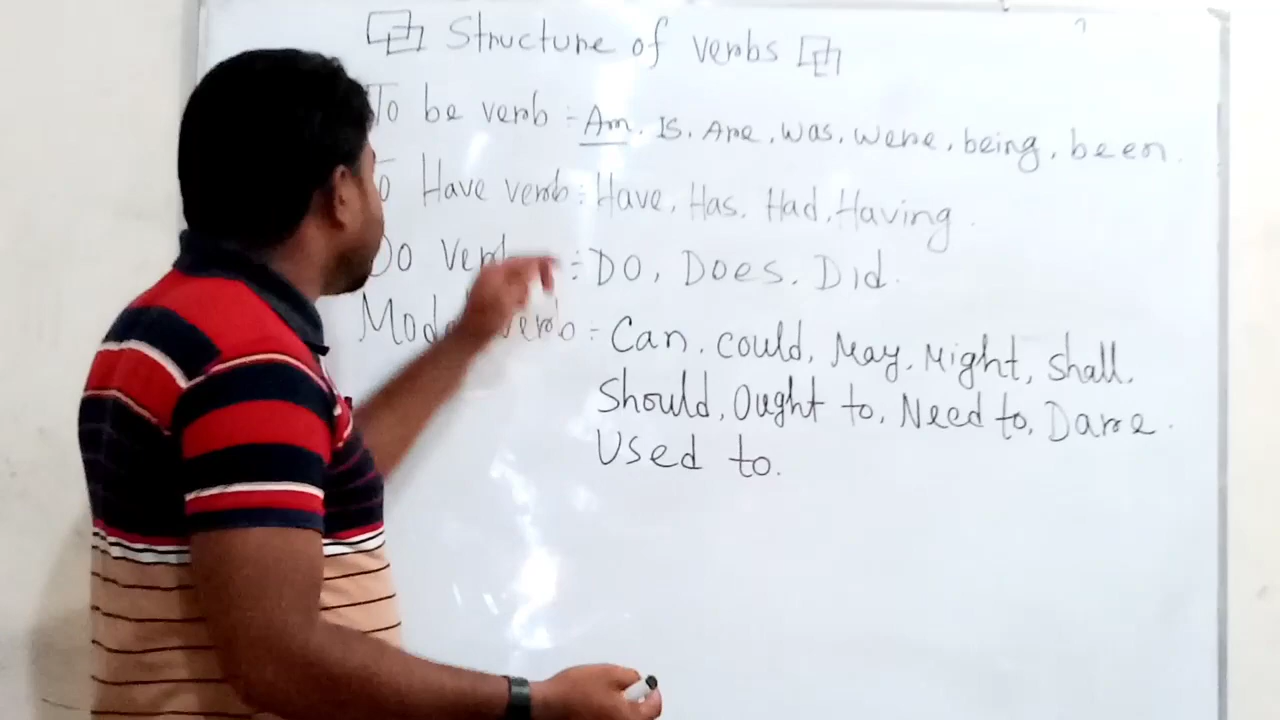 Structure of verbs
To be verb ÷ Am. Is. Are, was, were, being, been.
To Have verb ÷ Have, Has. Had, Having.
Do Verb ÷ DO, Does. Did.
Modal verb ÷ Can, could, May, Might, shall.
Should, Ought to, Need to, Dare.
Used to.